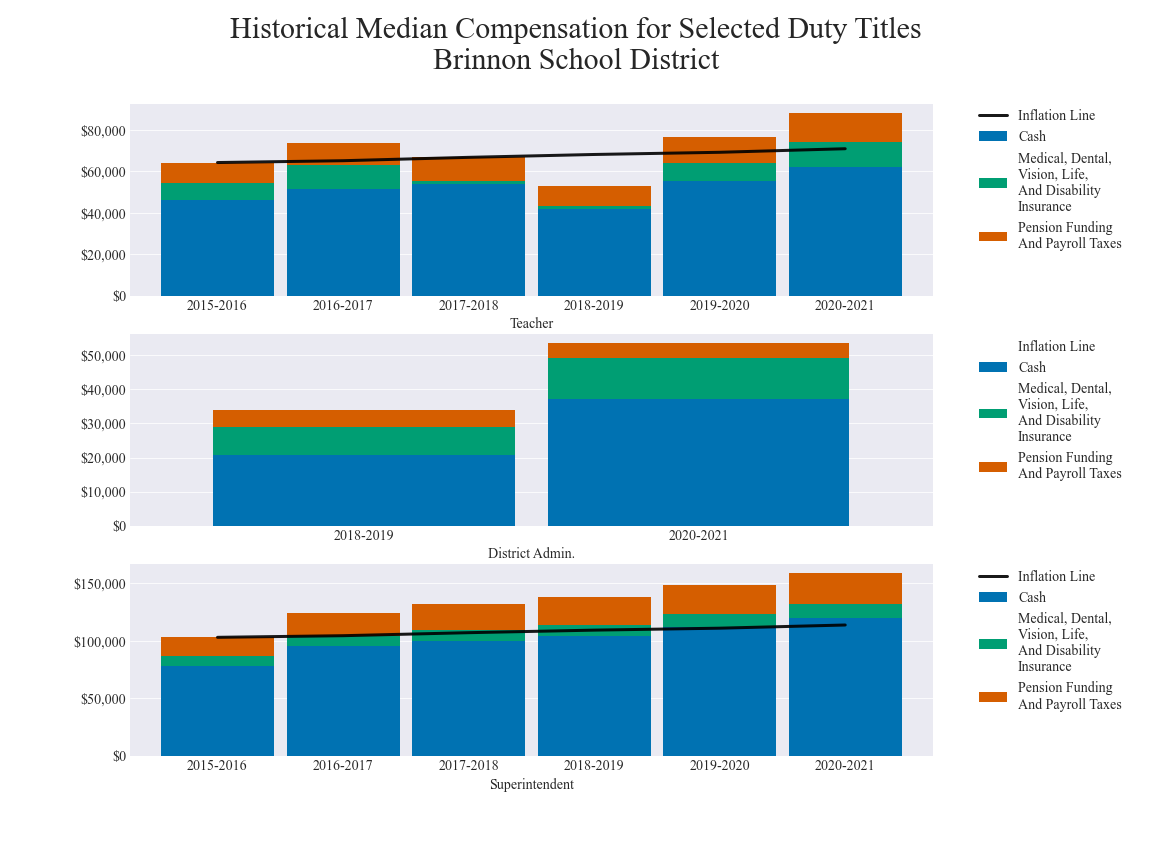 Historical Median Compensation for Selected Duty Titles
Brinnon School District
$80,000
$60,000
$40,000
$20,000
$0
2015-2016 2016-2017 2017-2018 2018-2019 2019-2020 2020-2021
Teacher
Inflation Line
Cash
Medical, Dental,
Vision, Life,
And Disability
Insurance
Pension Funding
And Payroll Taxes
$50,000
$40,000
$30,000
$20,000
$10,000
$0
2018-2019 2020-2021
District Admin.
Inflation Line
Cash
Medical, Dental,
Vision, Life,
And Disability
Insurance
Pension Funding
And Payroll Taxes
$150,000
$100,000
$50,000
$0
2015-2016 2016-2017 2017-2018 2018-2019 2019-2020 2020-2021
Superintendent
Inflation Line
Cash
Medical, Dental,
Vision, Life,
And Disability
Insurance
Pension Funding
And Payroll Taxes